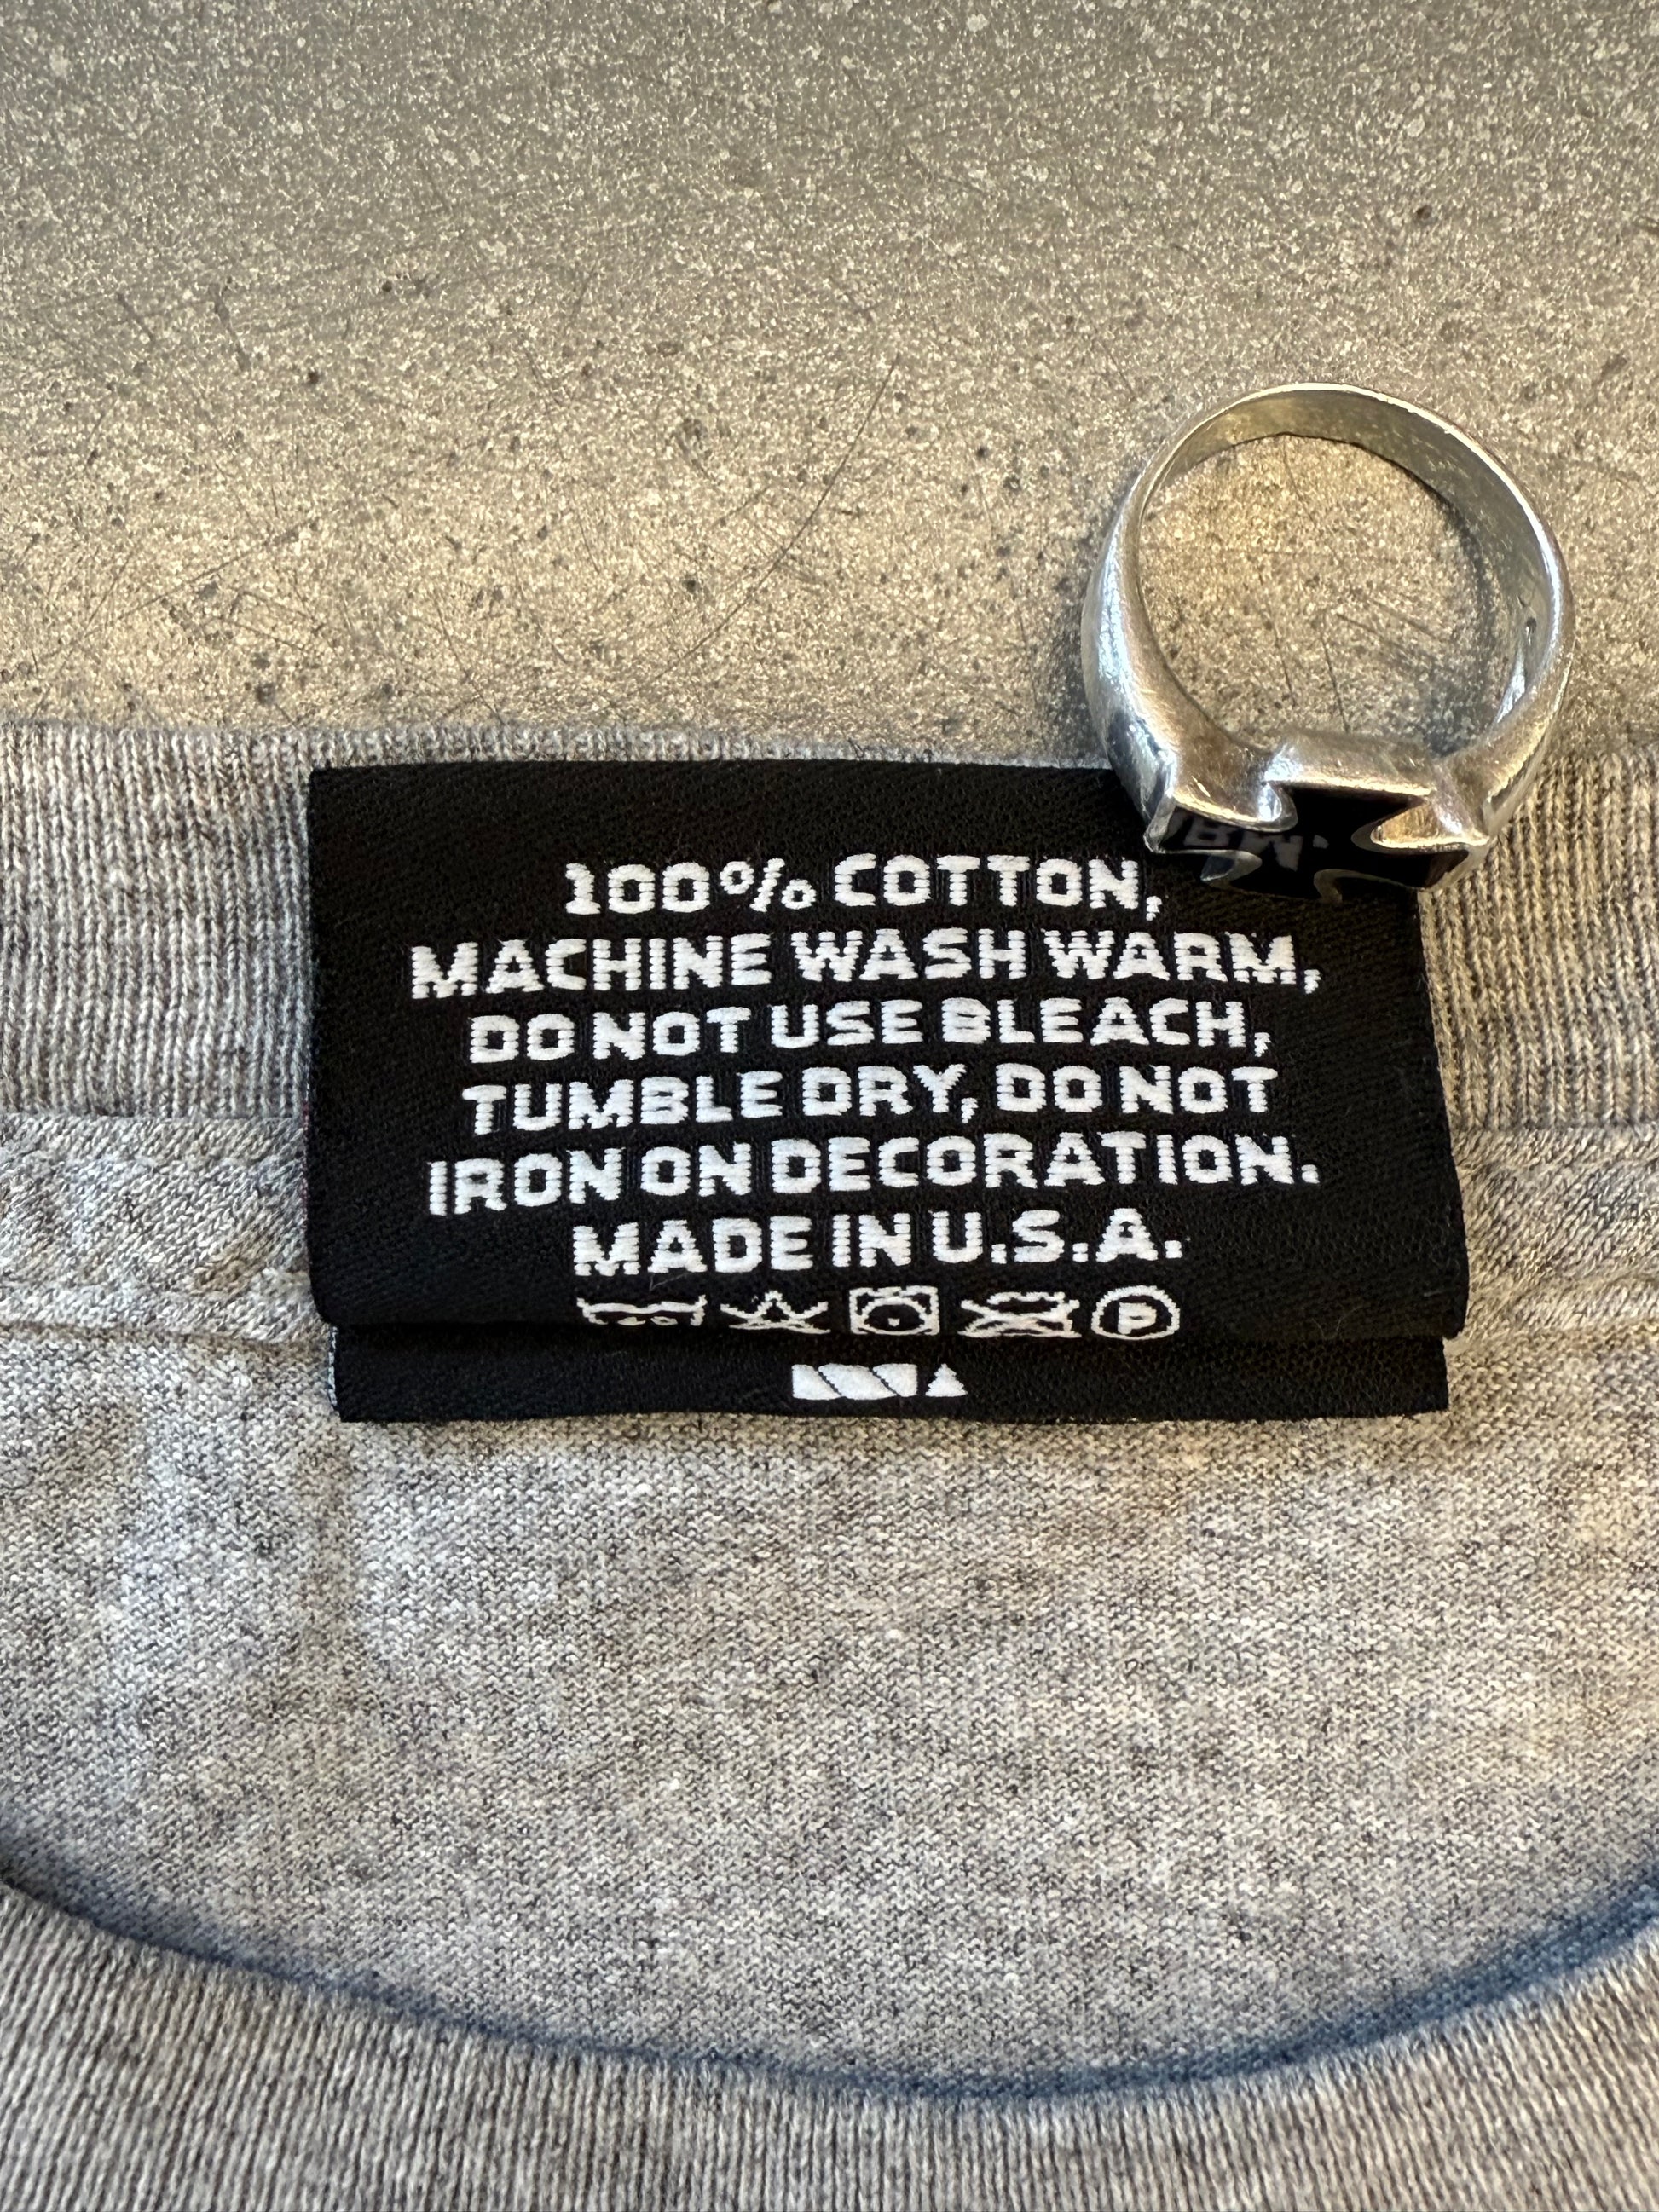 100% COTTON,
MACHINE WASH WARM,
DO NOT USE BLEACH,
TUMBLE DRY, DO NOT
IRON ON DECORATION.
MADE IN U.S.A.
P